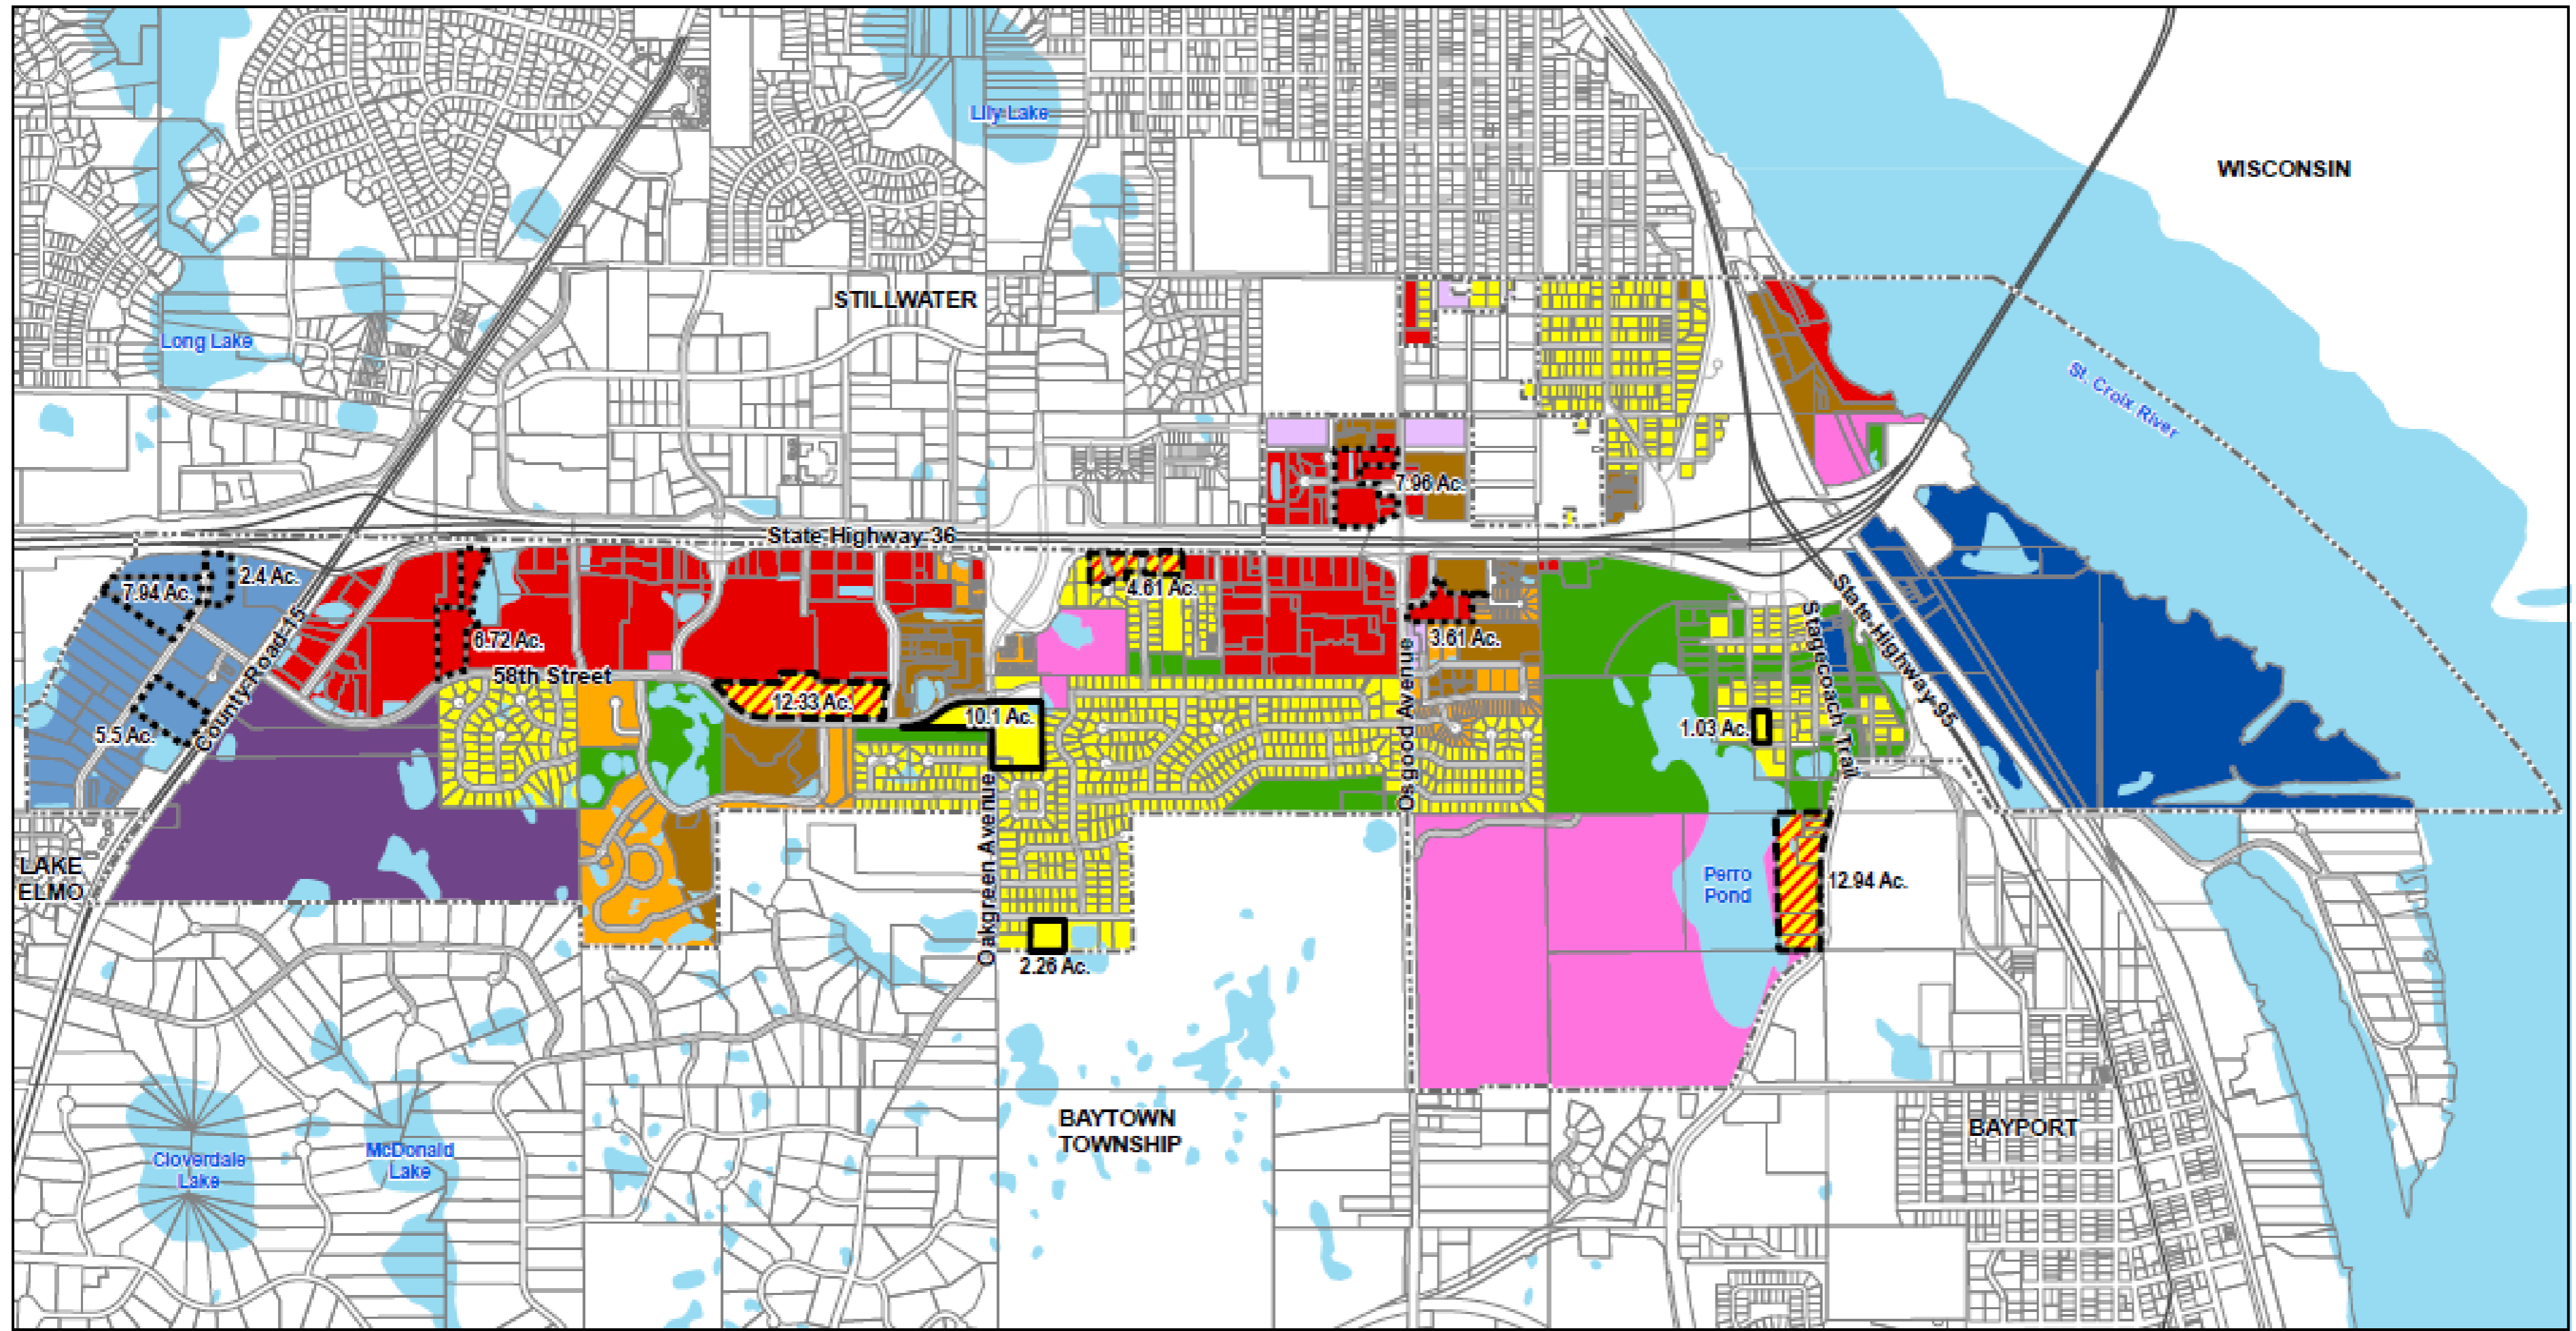 Lily Lake
WISCONSIN
STILLWATER
Long Lake
St. Croix River
7.96 Ac.
State Highway 36
2.4 Ac.
7.94 Ac.
4.61 Ac.
State Highway 95
Stagecoach Trail
County Road 15
6.72 Ac.
3.61 Ac.
58th Street
12.33 Ac.
10.1 Ac.
Osgood Avenue
1.03 Ac.
5.5 Ac.
Oakgreen Avenue
LAKE
ELMO
Perro
Pond
12.94 Ac.
2.26 Ac.
BAYTOWN
TOWNSHIP
BAYPORT
McDonald
Lake
Cloverdale
Lake